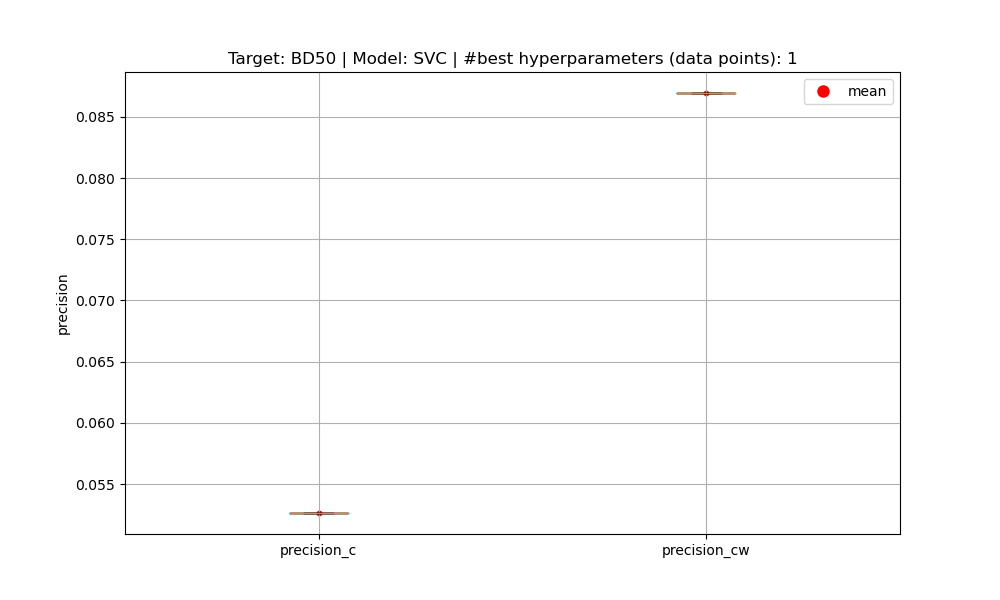 Target: BD50 | Model: SVC | #best hyperparameters (data points): 1
mean
0.085
0.080
0.075
0.070
0.065
0.060
0.055
precision
precision_c
precision_cw